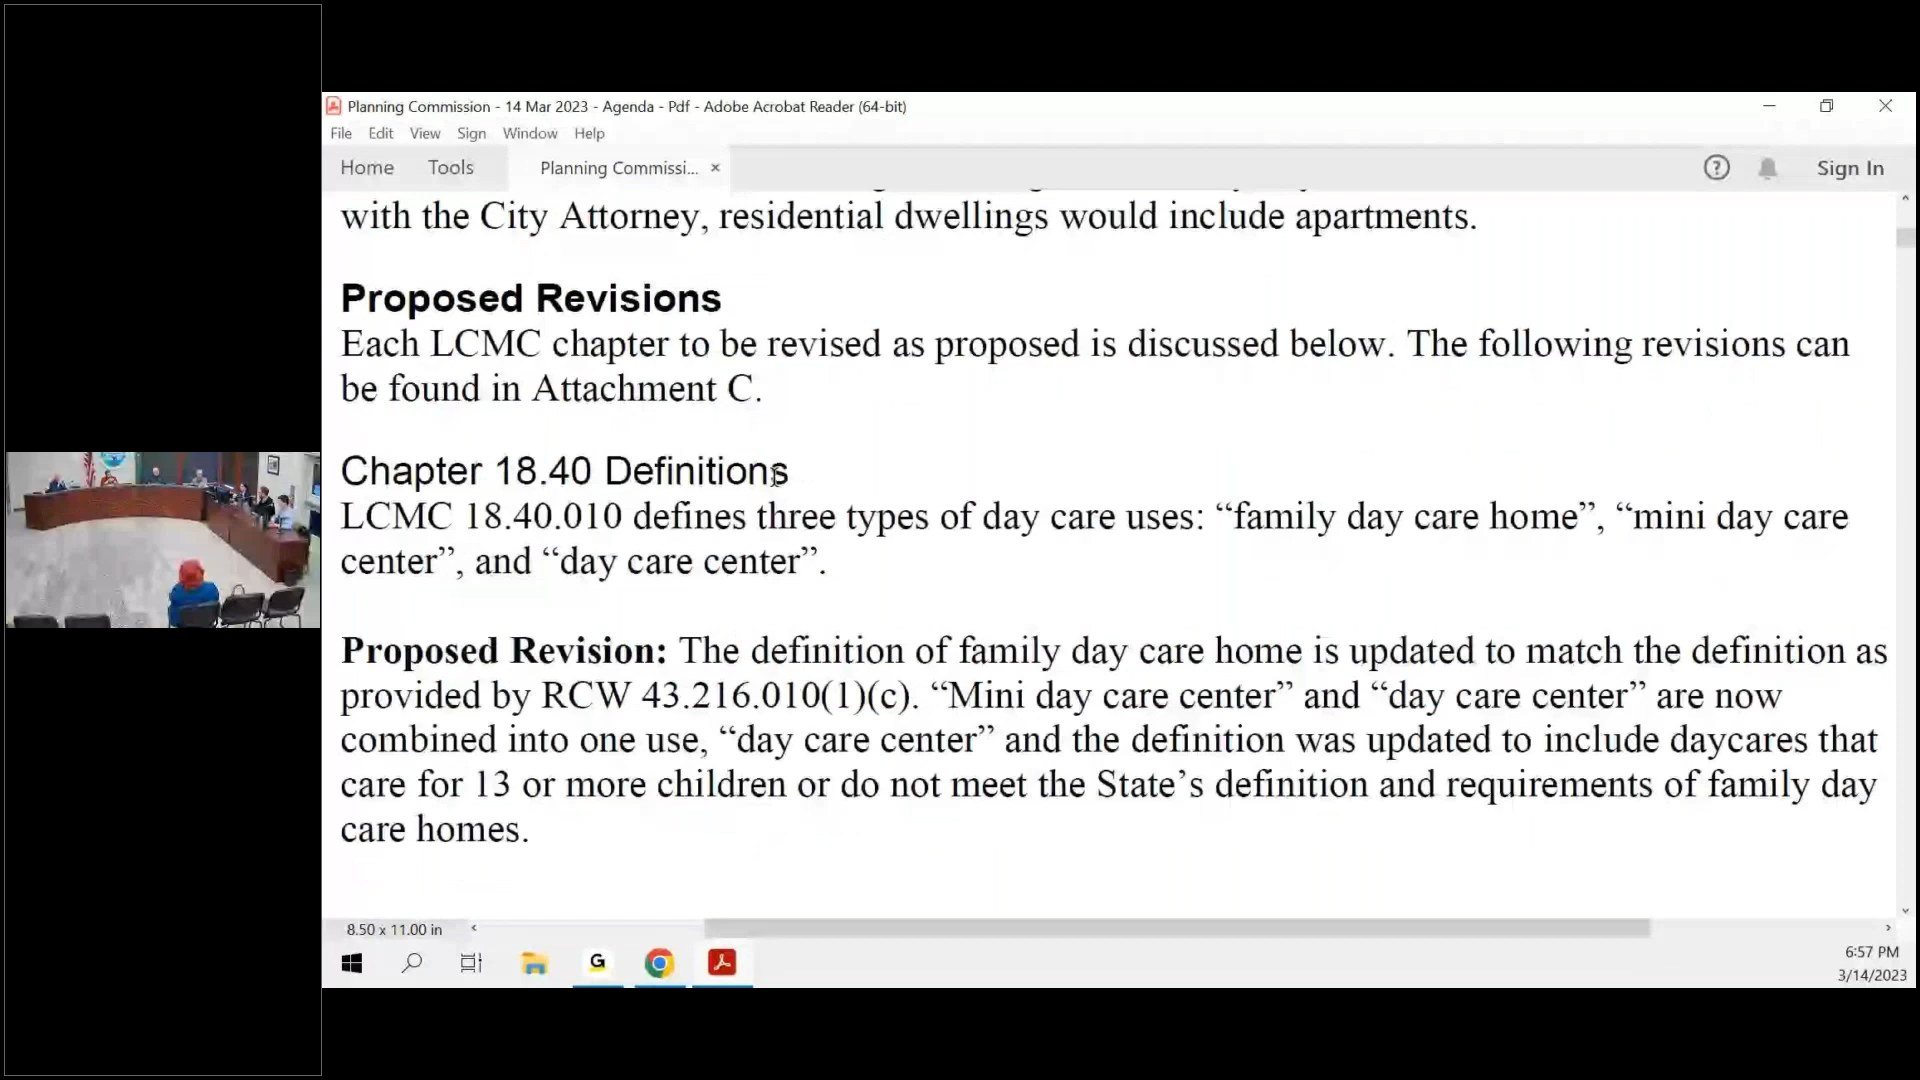 Planning Commission - 14 Mar 2023 - Agenda - Pdf - Adobe Acrobat Reader (64-bit)
File Edit View Sign Window Help
Home Tools Planning Commissi... × Sign In
with the City Attorney, residential dwellings would include apartments.
Proposed Revisions
Each LCMC chapter to be revised as proposed is discussed below. The following revisions can
be found in Attachment C.
Chapter 18.40 Definitions
LCMC 18.40.010 defines three types of day care uses: “family day care home”, “mini day care
center”, and “day care center”.
Proposed Revision: The definition of family day care home is updated to match the definition as
provided by RCW 43.216.010(1)(c). “Mini day care center” and “day care center” are now
combined into one use, “day care center” and the definition was updated to include daycares that
care for 13 or more children or do not meet the State’s definition and requirements of family day
care homes.
8.50 x 11.00 in
G
6:57 PM
3/14/2023